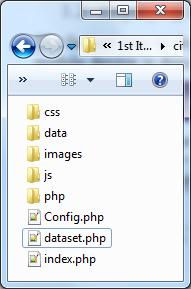 « 1st It... ▸ ci
»
css
data
images
js
php
Config.php
dataset.php
index.php